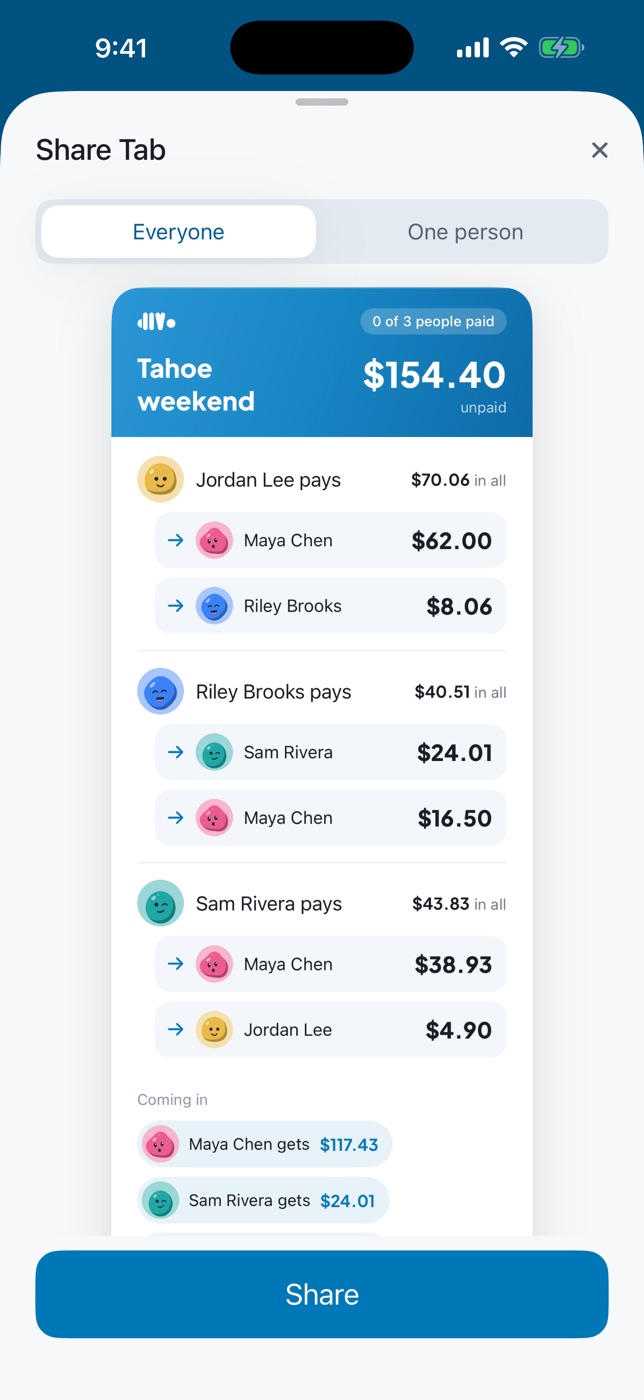 9:41
Share Tab
Everyone
One person
0 of 3 people paid
Tahoe
weekend
$154.40
unpaid
Jordan Lee pays
$70.06 in all
→ Maya Chen $62.00
→ Riley Brooks $8.06
Riley Brooks pays
$40.51 in all
→ Sam Rivera $24.01
→ Maya Chen $16.50
Sam Rivera pays
$43.83 in all
→ Maya Chen $38.93
→ Jordan Lee $4.90
Coming in
Maya Chen gets $117.43
Sam Rivera gets $24.01
Share